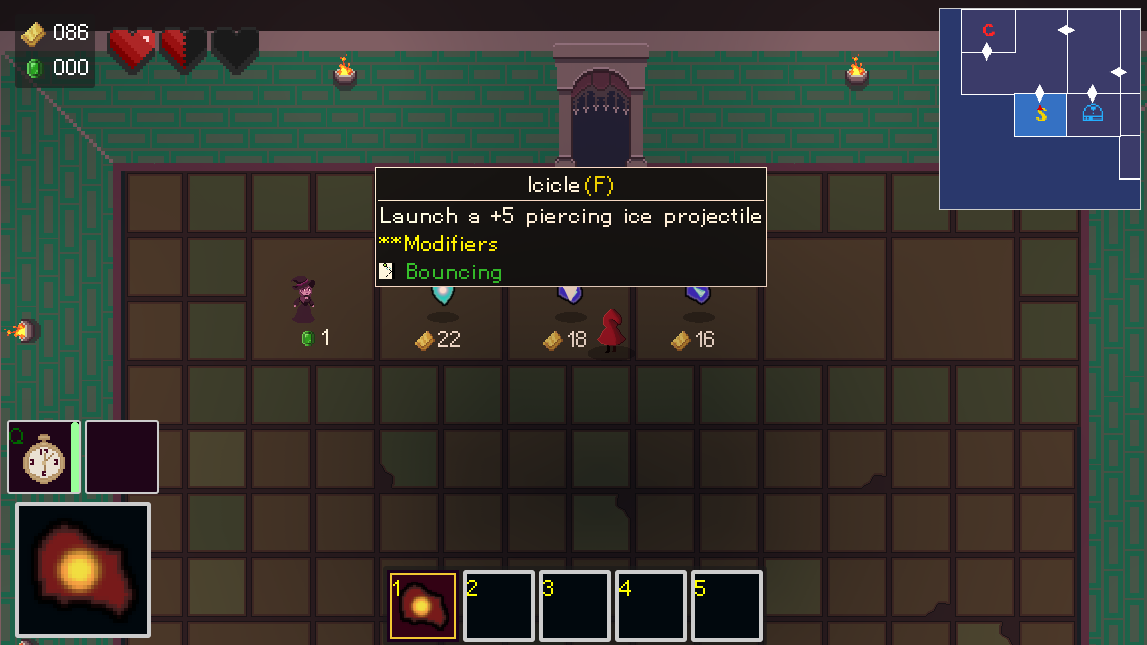 086
000
C
S
Icicle (F)
Launch a +5 piercing ice projectile
**Modifiers
Bouncing
1
22
18
16
Q
1
2
3
4
5